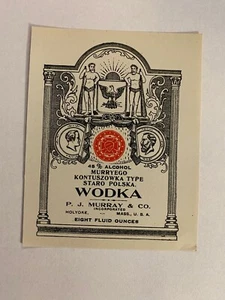 48 % ALCOHOL
MURRYEGO
KONTUSZOWKA TYPE
STARO POLSKA.
WODKA
P. J. MURRAY & CO.
INCORPORATED
HOLYOKE, — MASS., U. S. A.
EIGHT FLUID OUNCES